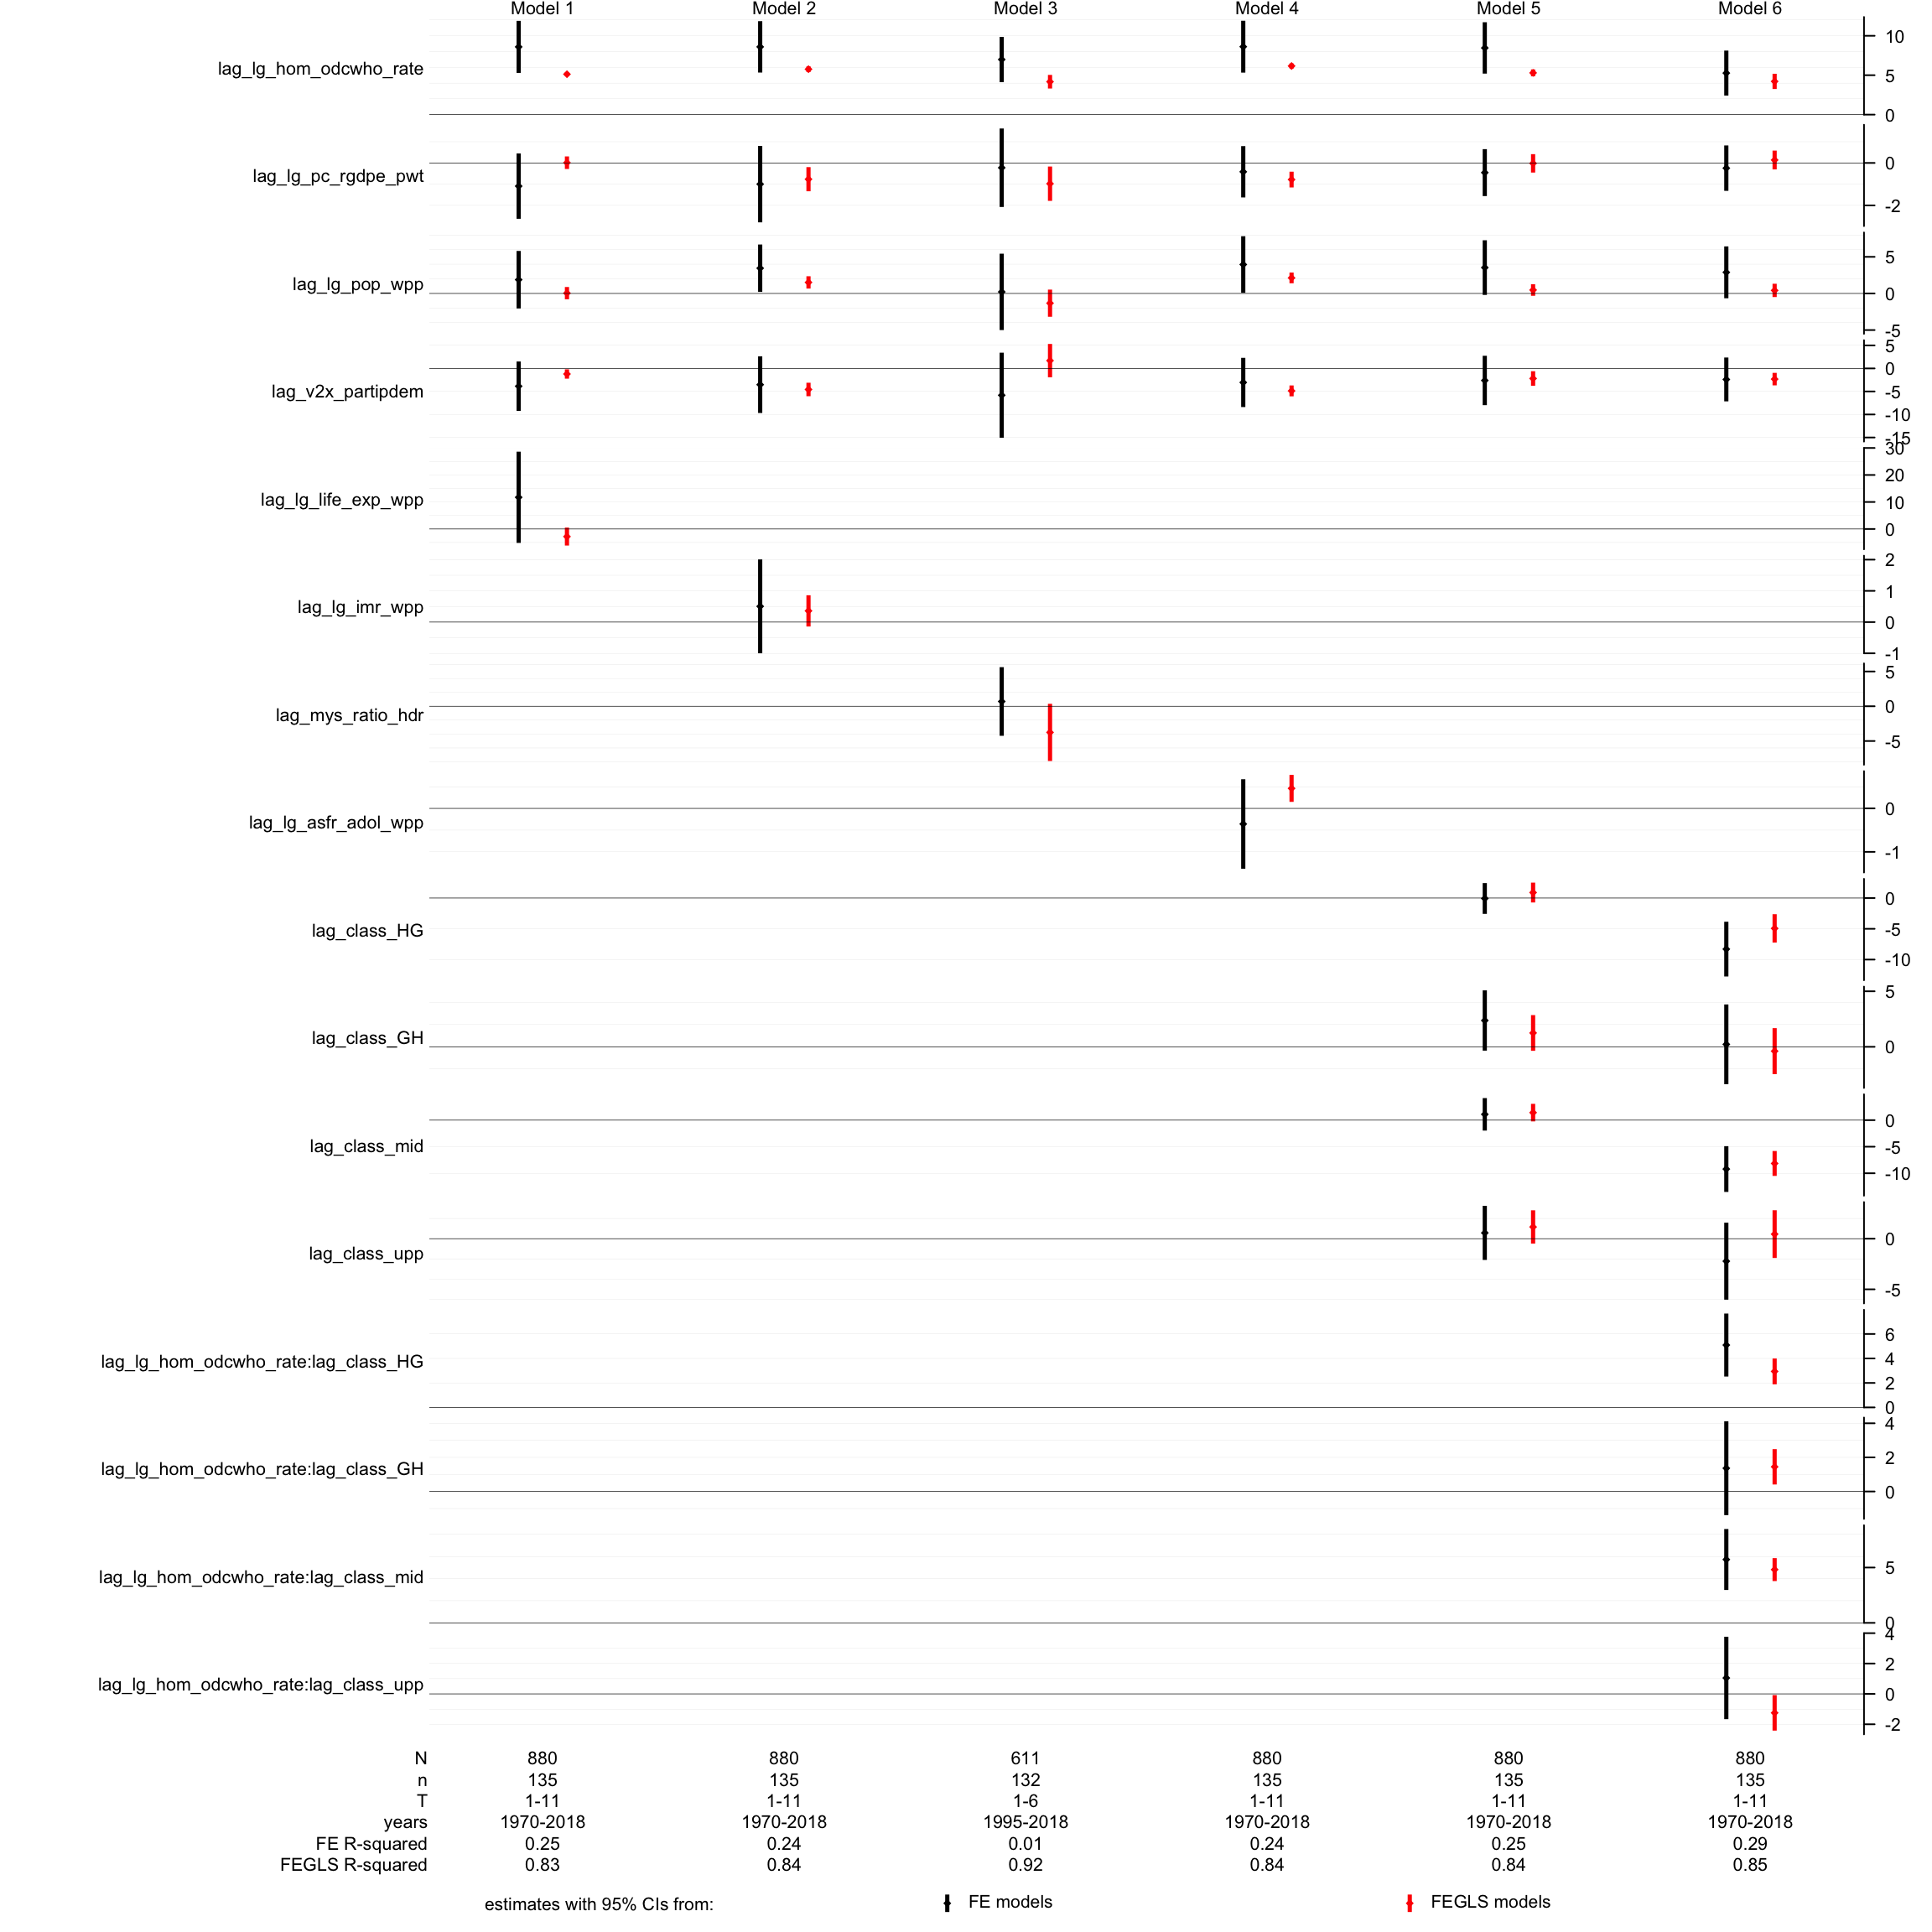 Model 1 Model 2 Model 3 Model 4 Model 5 Model 6
lag_lg_hom_odcwho_rate
10
5
0
lag_lg_pc_rgdpe_pwt
0
-2
lag_lg_pop_wpp
5
0
-5
lag_v2x_partipdem
5
0
-5
-10
-15
lag_lg_life_exp_wpp
30
20
10
0
lag_lg_imr_wpp
2
1
0
-1
lag_mys_ratio_hdr
5
0
-5
lag_lg_asfr_adol_wpp
0
-1
lag_class_HG
0
-5
-10
lag_class_GH
5
0
lag_class_mid
0
-5
-10
lag_class_upp
0
-5
lag_lg_hom_odcwho_rate:lag_class_HG
6
4
2
0
lag_lg_hom_odcwho_rate:lag_class_GH
4
2
0
lag_lg_hom_odcwho_rate:lag_class_mid
5
0
lag_lg_hom_odcwho_rate:lag_class_upp
4
2
0
-2
N 880 880 611 880 880 880
n 135 135 132 135 135 135
T 1-11 1-11 1-6 1-11 1-11 1-11
years 1970-2018 1970-2018 1995-2018 1970-2018 1970-2018 1970-2018
FE R-squared 0.25 0.24 0.01 0.24 0.25 0.29
FEGLS R-squared 0.83 0.84 0.92 0.84 0.84 0.85
estimates with 95% CIs from: FE models FEGLS models